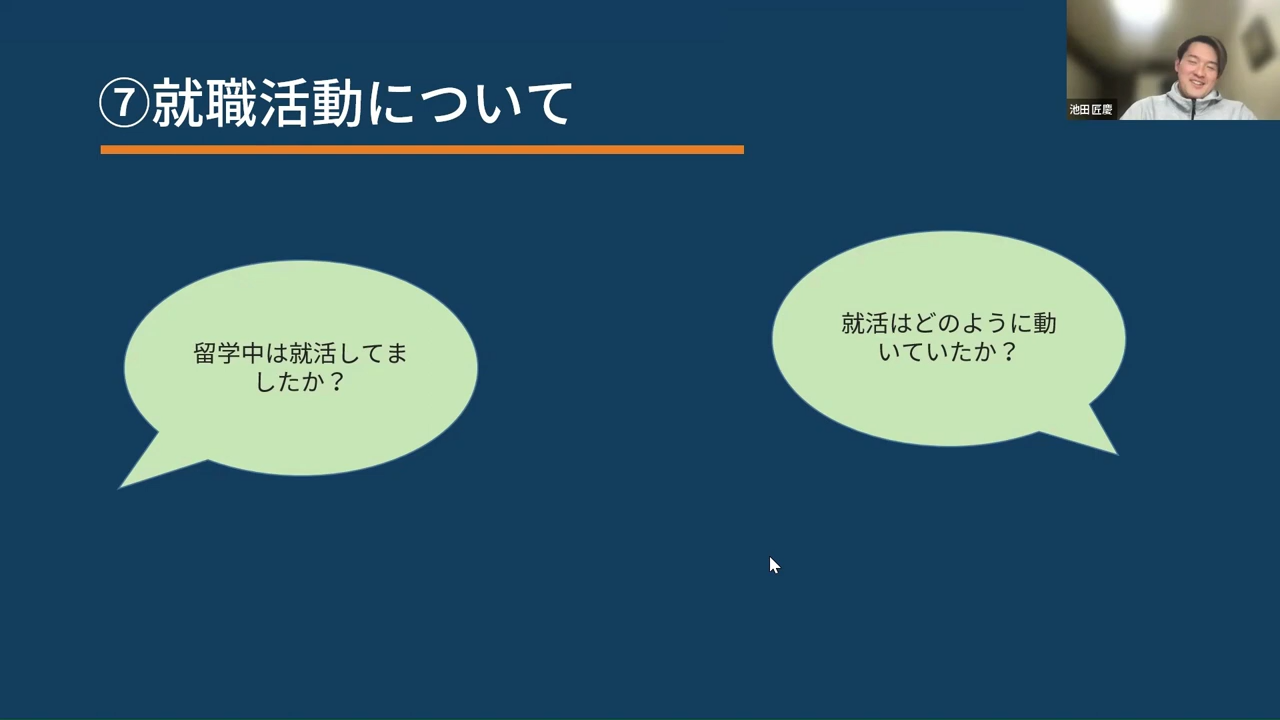 ⑦就職活動について
池田 匠慶
留学中は就活してま
したか？
就活はどのように動
いていたか？